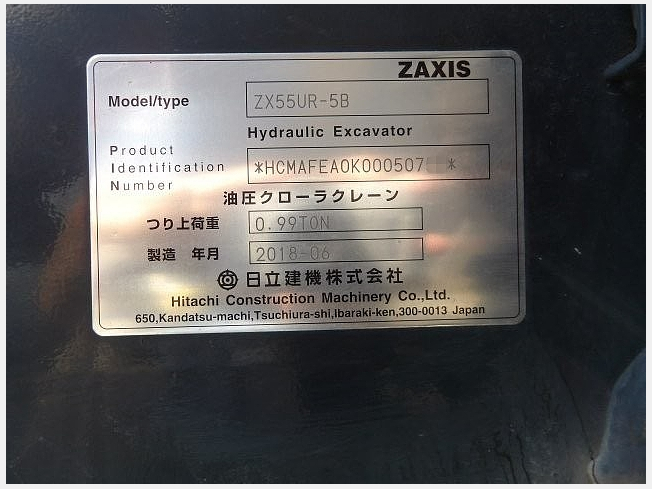 ZAXIS
Model/type ZX55UR-5B
Hydraulic Excavator
Product Identification Number *HCMAFEA0K000507 *
油圧クローラクレーン
つり上荷重 0.99TON
製造 年月 2018-06
日立建機株式会社
Hitachi Construction Machinery Co.,Ltd.
650,Kandatsu-machi,Tsuchiura-shi,Ibaraki-ken,300-0013 Japan